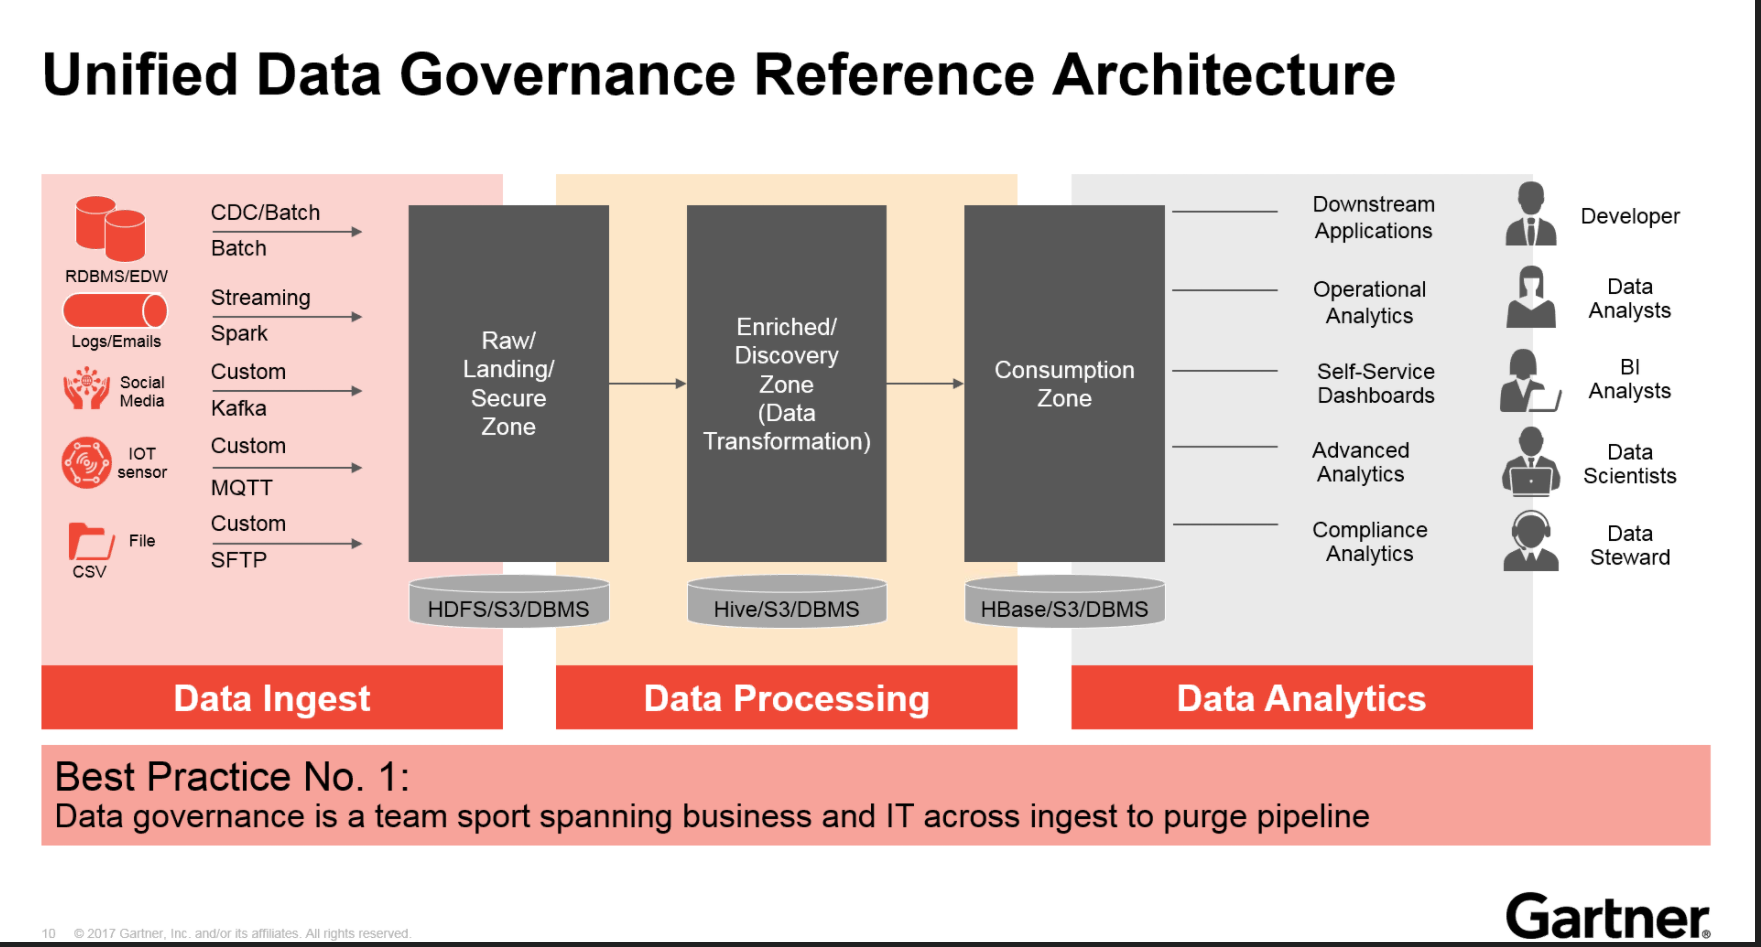 Unified Data Governance Reference Architecture
CDC/Batch
Batch
RDBMS/EDW
Streaming
Spark
Logs/Emails
Custom
Kafka
Social
Media
Custom
MQTT
IOT
sensor
Custom
SFTP
File
CSV
Raw/
Landing/
Secure
Zone
HDFS/S3/DBMS
Enriched/
Discovery
Zone
(Data
Transformation)
Hive/S3/DBMS
Consumption
Zone
HBase/S3/DBMS
Downstream
Applications
Developer
Operational
Analytics
Data
Analysts
Self-Service
Dashboards
BI
Analysts
Advanced
Analytics
Data
Scientists
Compliance
Analytics
Data
Steward
Data Ingest
Data Processing
Data Analytics
Best Practice No. 1:
Data governance is a team sport spanning business and IT across ingest to purge pipeline
10 © 2017 Gartner, Inc. and/or its affiliates. All rights reserved.
Gartner®